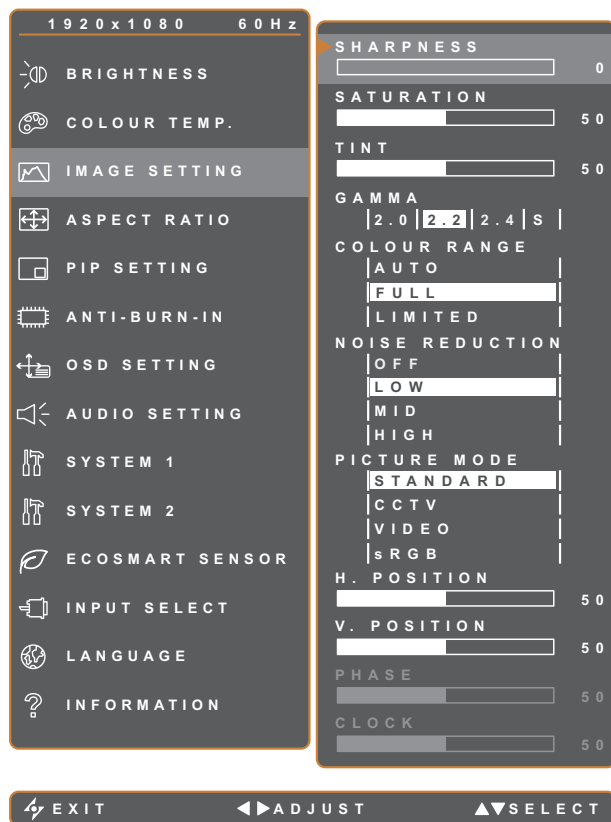 1920x1080 60Hz
BRIGHTNESS
COLOUR TEMP.
IMAGE SETTING
ASPECT RATIO
PIP SETTING
ANTI-BURN-IN
OSD SETTING
AUDIO SETTING
SYSTEM 1
SYSTEM 2
ECOSMART SENSOR
INPUT SELECT
LANGUAGE
INFORMATION
SHARPNESS
0
SATURATION
50
TINT
50
GAMMA
2.0 2.2 2.4 S
COLOUR RANGE
AUTO
FULL
LIMITED
NOISE REDUCTION
OFF
LOW
MID
HIGH
PICTURE MODE
STANDARD
CCTV
VIDEO
sRGB
H. POSITION
50
V. POSITION
50
PHASE
50
CLOCK
50
EXIT ADJUST SELECT